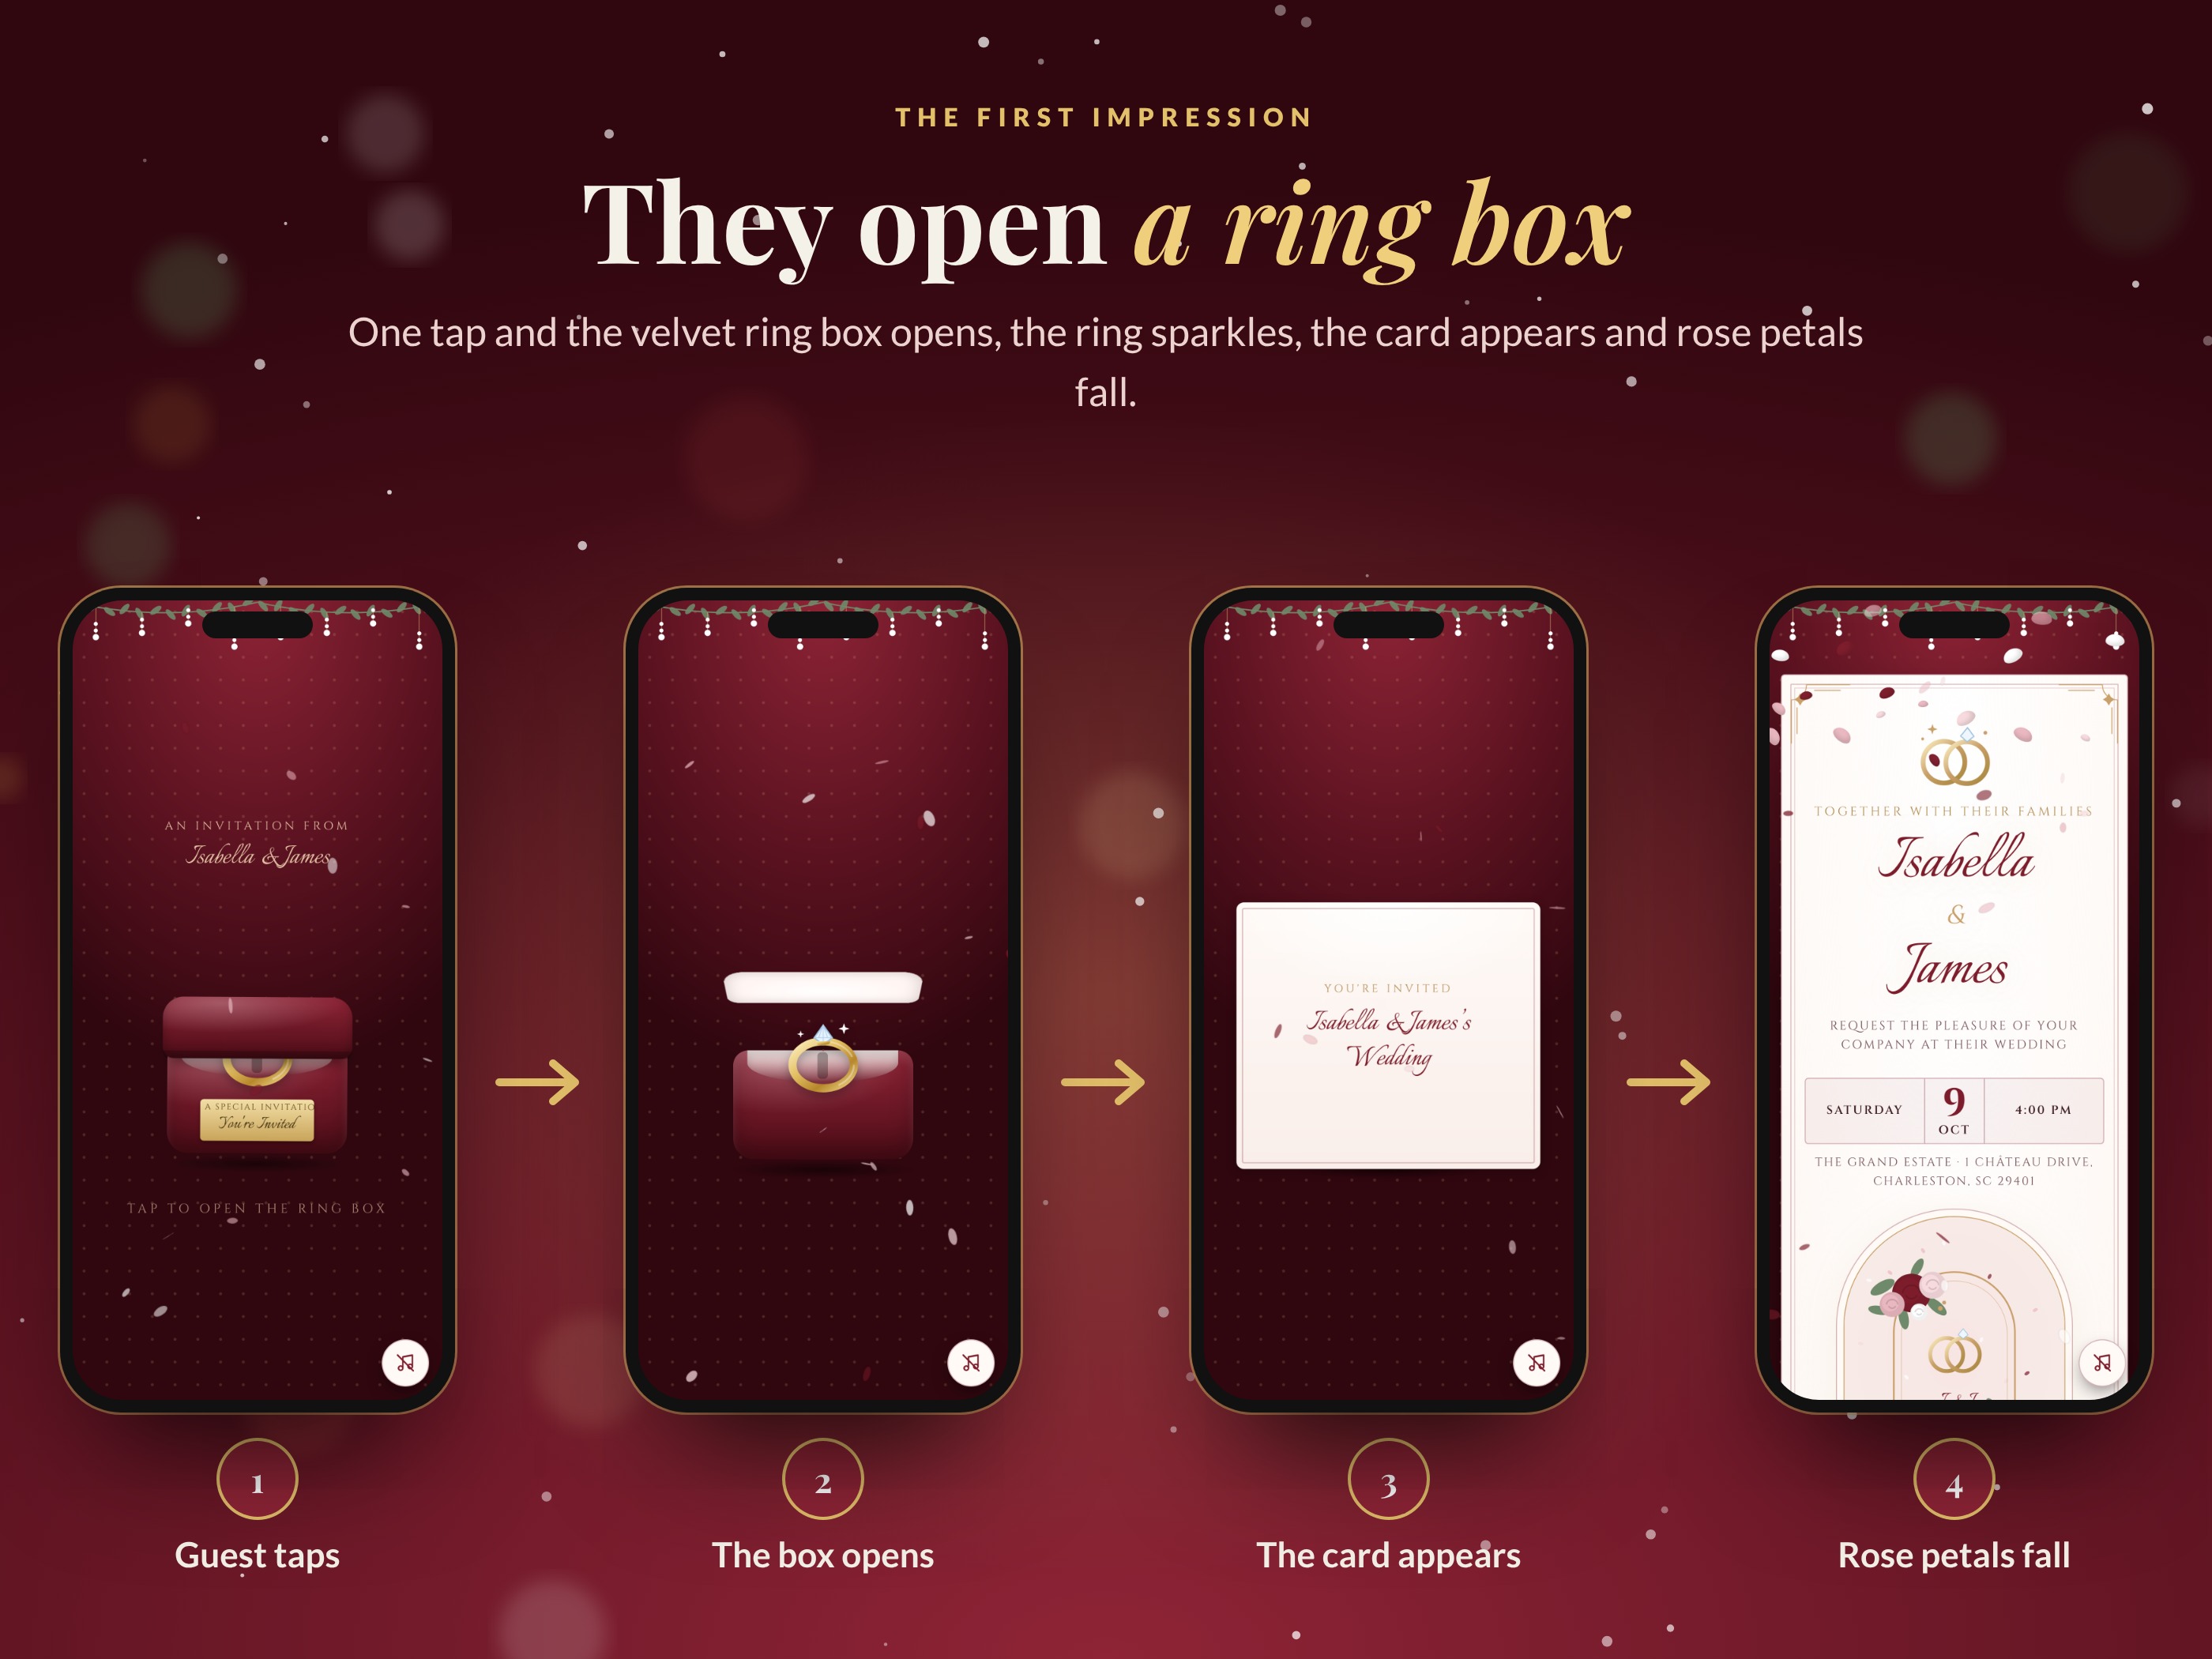 THE FIRST IMPRESSION
They open a ring box
One tap and the velvet ring box opens, the ring sparkles, the card appears and rose petals
fall.
AN INVITATION FROM
Isabella & James
A SPECIAL INVITATIO
You're Invited
TAP TO OPEN THE RING BOX
YOU'RE INVITED
Isabella & James's
Wedding
TOGETHER WITH THEIR FAMILIES
Isabella
&
James
REQUEST THE PLEASURE OF YOUR
COMPANY AT THEIR WEDDING
SATURDAY
9
OCT
4:00 PM
THE GRAND ESTATE · 1 CHÂTEAU DRIVE,
CHARLESTON, SC 29401
1
Guest taps
2
The box opens
3
The card appears
4
Rose petals fall